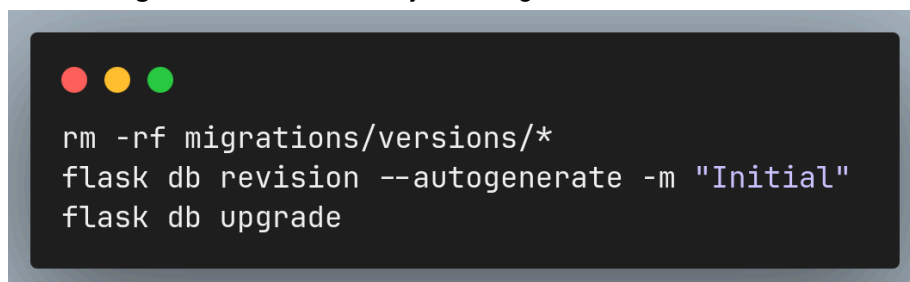 rm -rf migrations/versions/*
flask db revision --autogenerate -m "Initial"
flask db upgrade